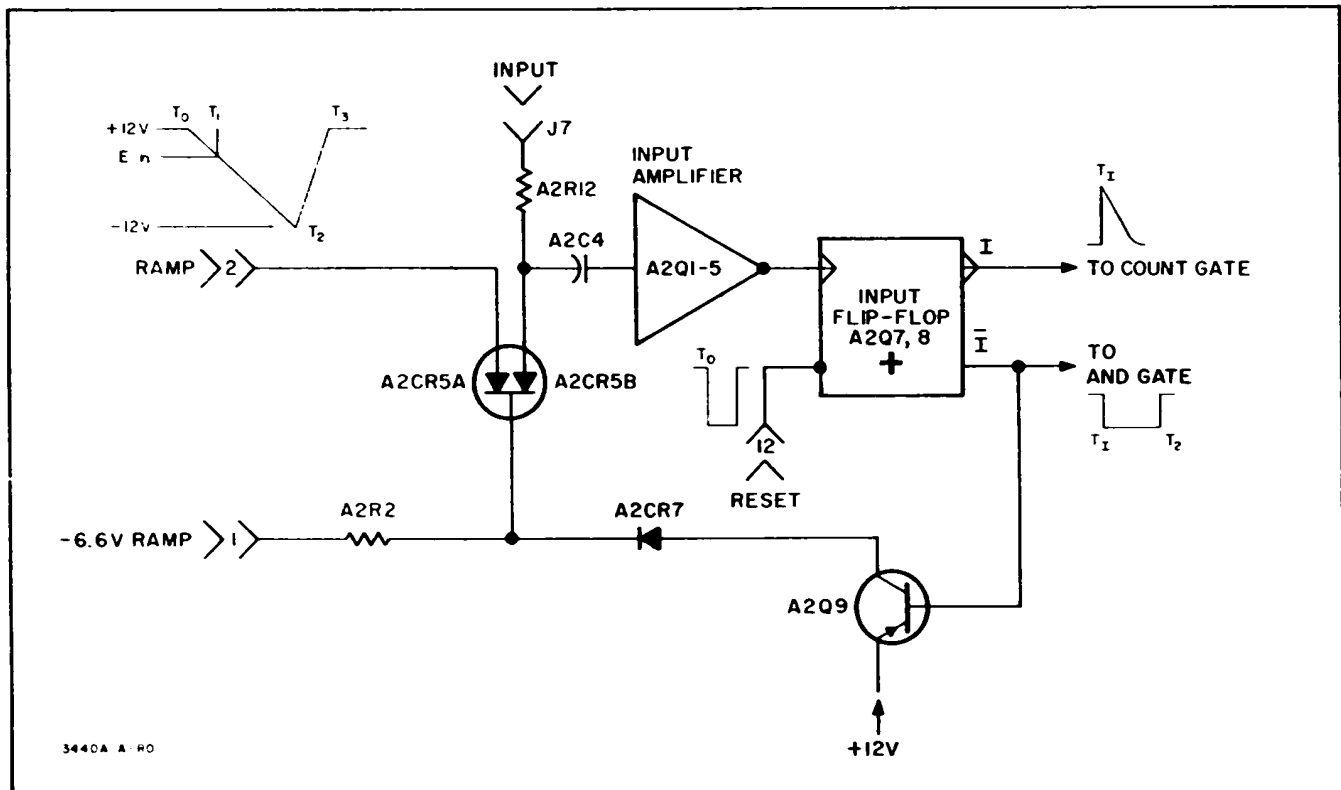 INPUT
J7
T0 T1 T3
+12V
E n
-12V
T2
RAMP 2
A2R12
A2C4
INPUT
AMPLIFIER
A2Q1-5
INPUT
FLIP-FLOP
A2Q7, 8
+
I
TI
TO COUNT GATE
Ī
TO
AND GATE
TI T2
T0
12
RESET
A2CR5A
A2CR5B
-6.6V RAMP 1
A2R2
A2CR7
A2Q9
+12V